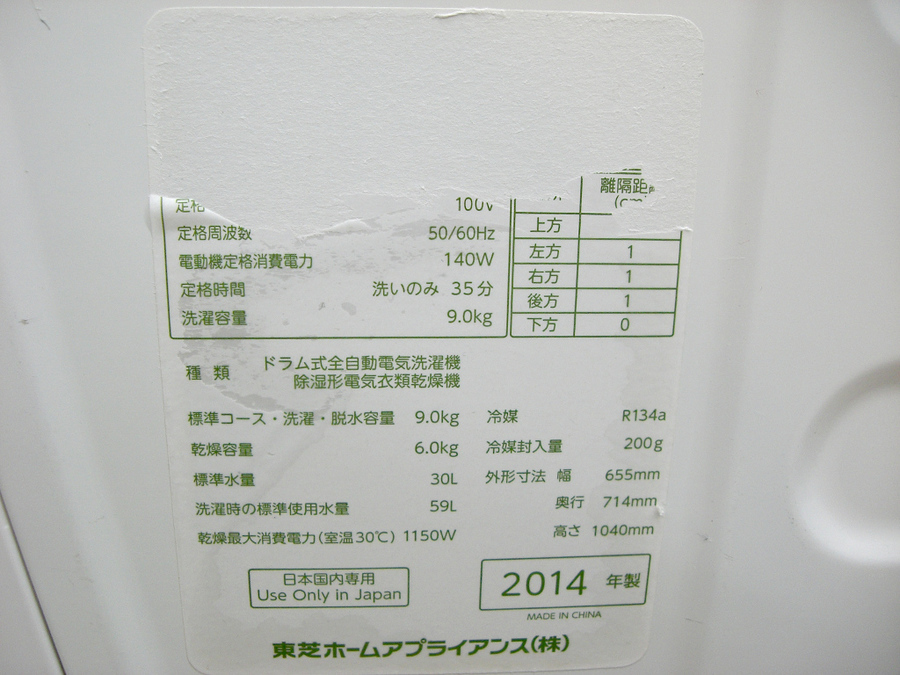 定格 100V
定格周波数 50/60Hz
電動機定格消費電力 140W
定格時間 洗いのみ 35分
洗濯容量 9.0kg
離隔距
(cm
上方
左方 1
右方 1
後方 1
下方 0
種類 ドラム式全自動電気洗濯機
除湿形電気衣類乾燥機
標準コース・洗濯・脱水容量 9.0kg
乾燥容量 6.0kg
標準水量 30L
洗濯時の標準使用水量 59L
乾燥最大消費電力(室温30℃) 1150W
冷媒 R134a
冷媒封入量 200g
外形寸法 幅 655mm
奥行 714mm
高さ 1040mm
日本国内専用
Use Only in Japan
2014 年製
MADE IN CHINA
東芝ホームアプライアンス(株)